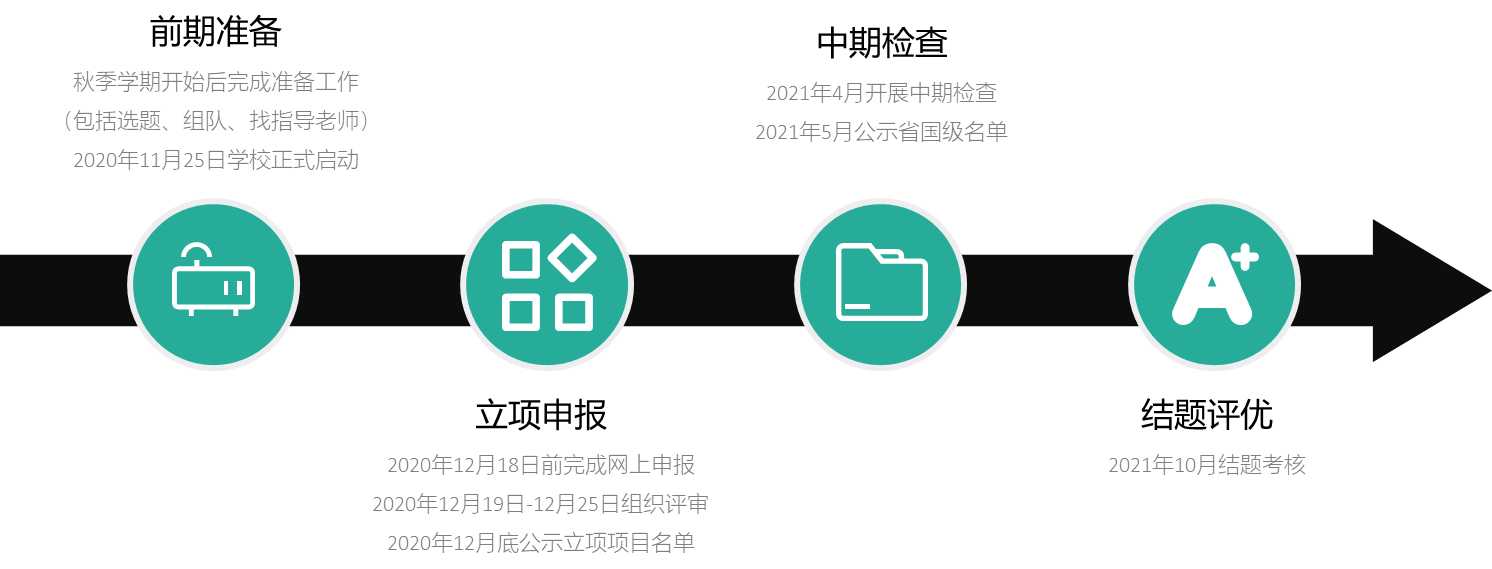 前期准备
秋季学期开始后完成准备工作
（包括选题、组队、找指导老师）
2020年11月25日学校正式启动
中期检查
2021年4月开展中期检查
2021年5月公示省国级名单
A+
立项申报
2020年12月18日前完成网上申报
2020年12月19日-12月25日组织评审
2020年12月底公示立项项目名单
结题评优
2021年10月结题考核